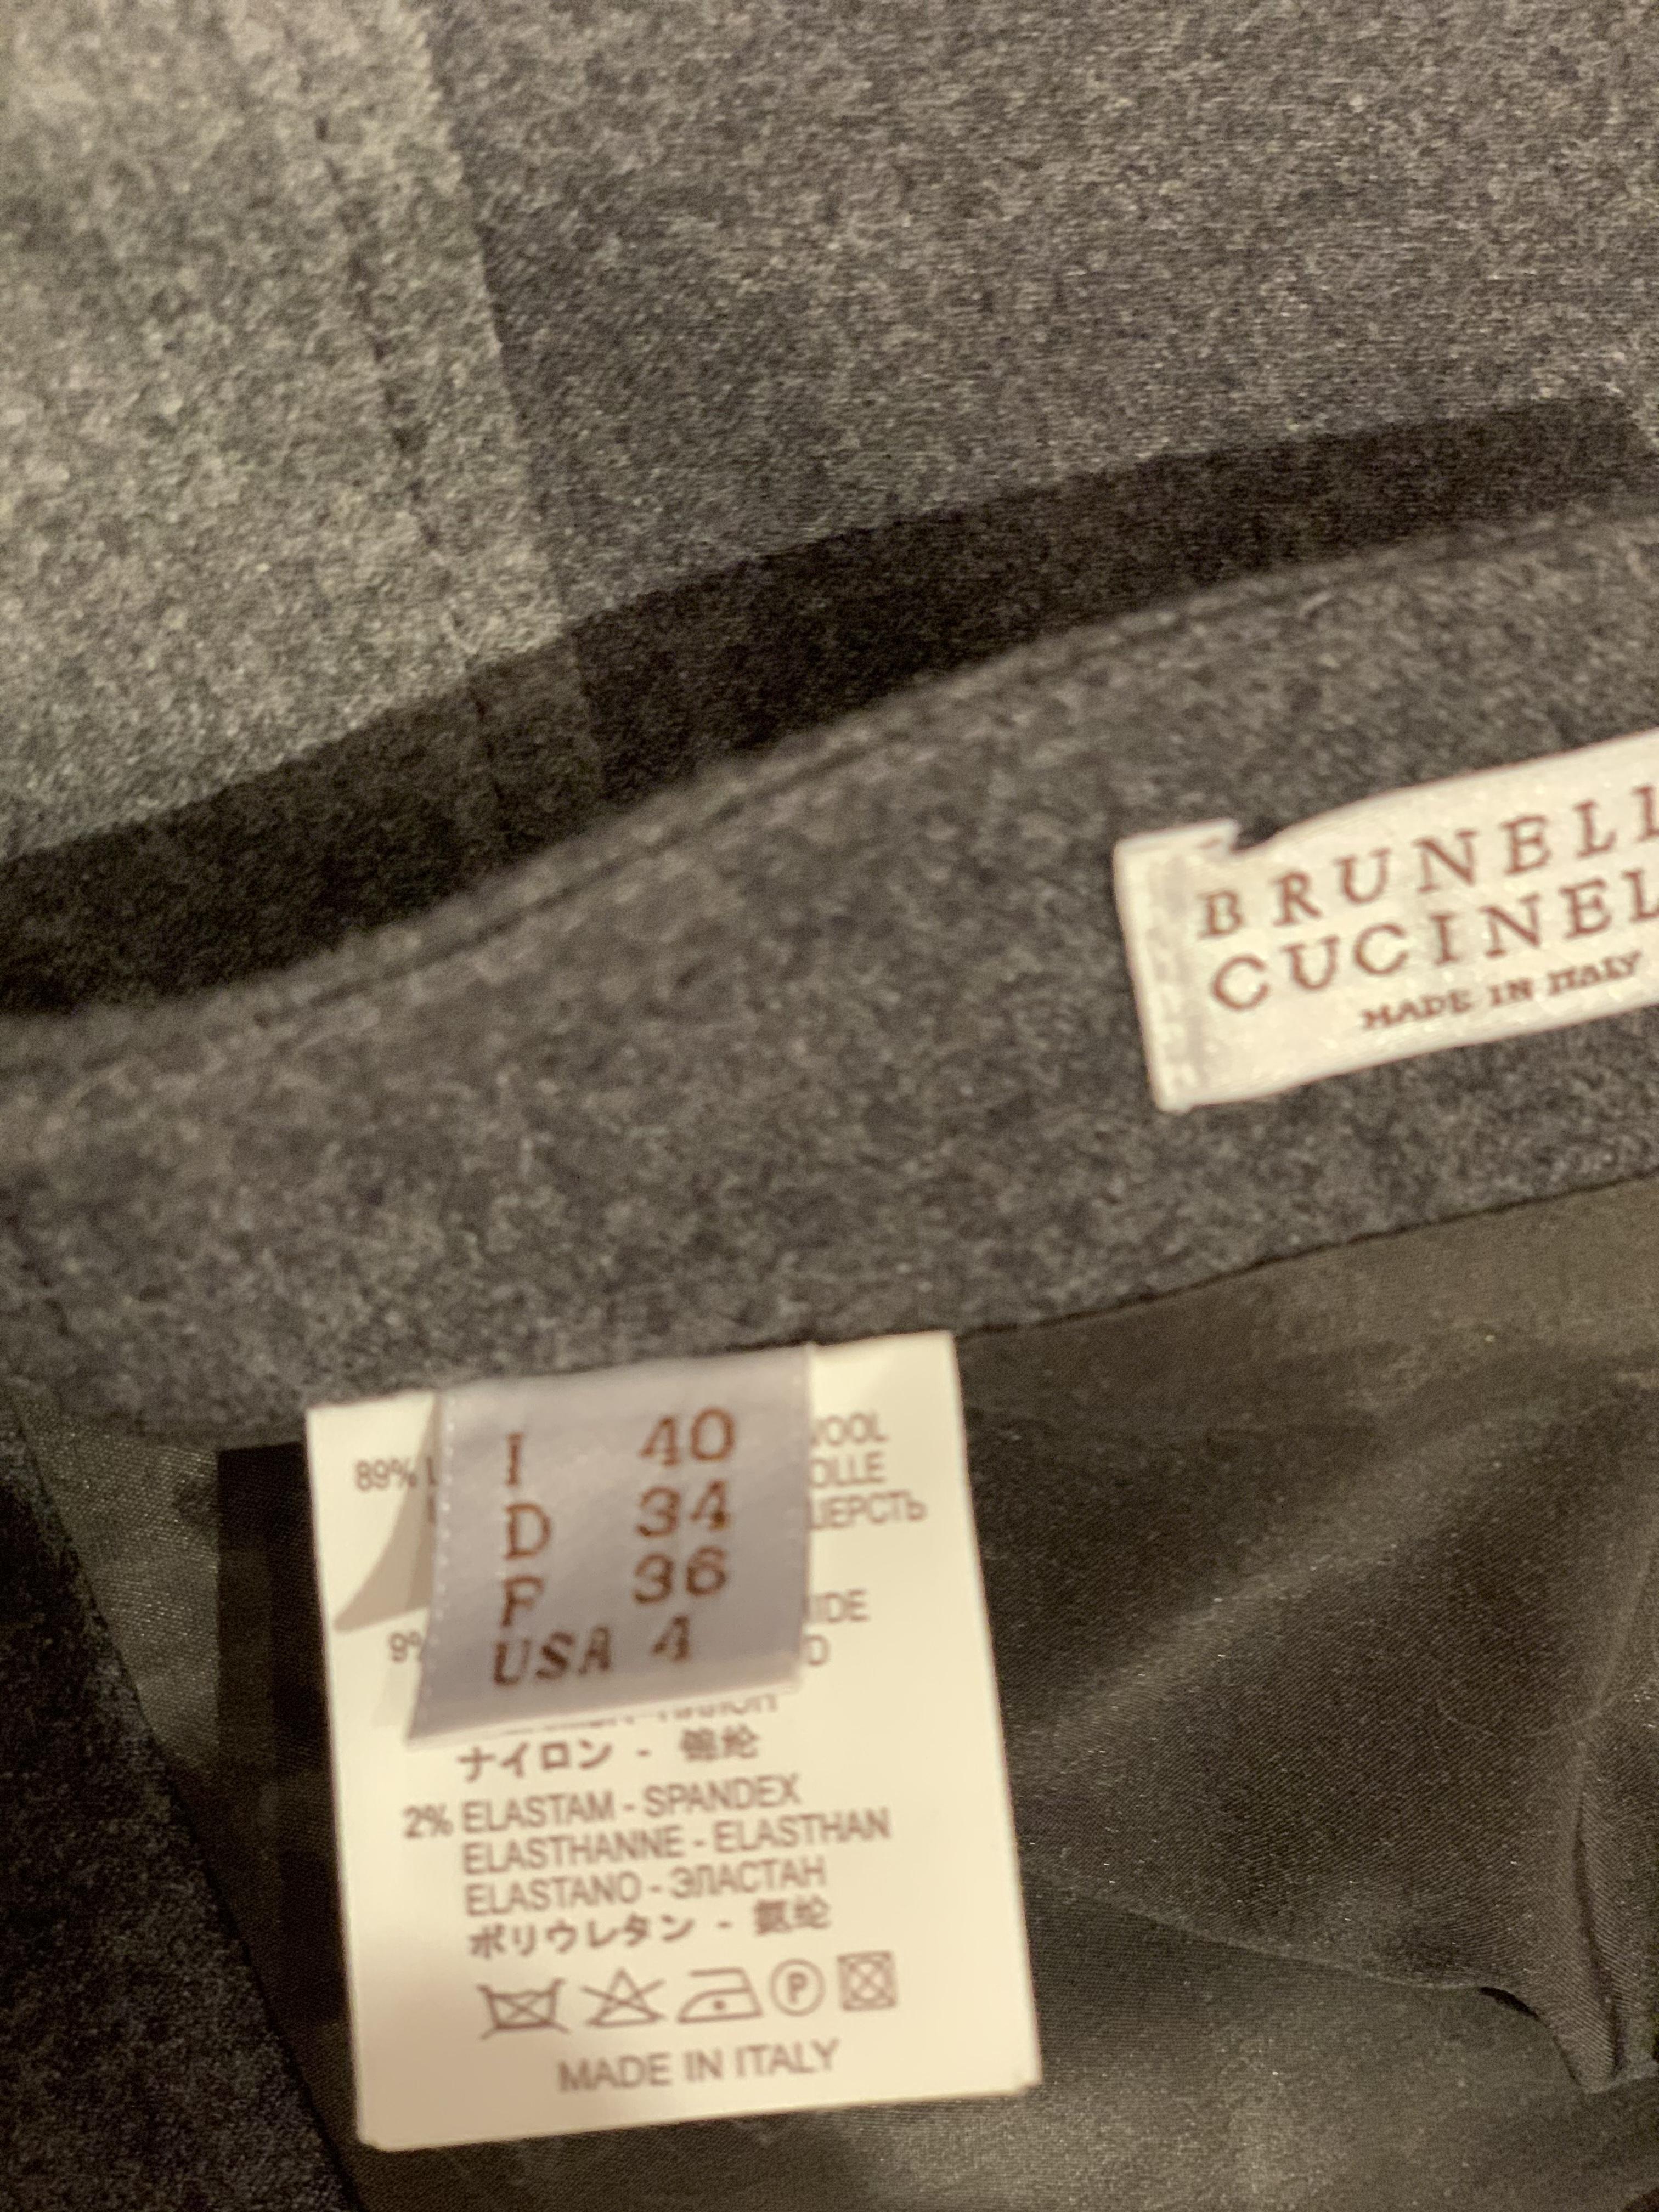 BRUNELL
CUCINEL
MADE IN ITALY
I 40
D 34
F 36
USA 4
89%
WOOL
OLLE
ШЕРСТЬ
9%
IDE
O
ナイロン - 锦纶
2% ELASTAM - SPANDEX
ELASTHANNE - ELASTHAN
ELASTANO - ЭЛАСТАН
ポリウレタン - 氨纶
P
MADE IN ITALY